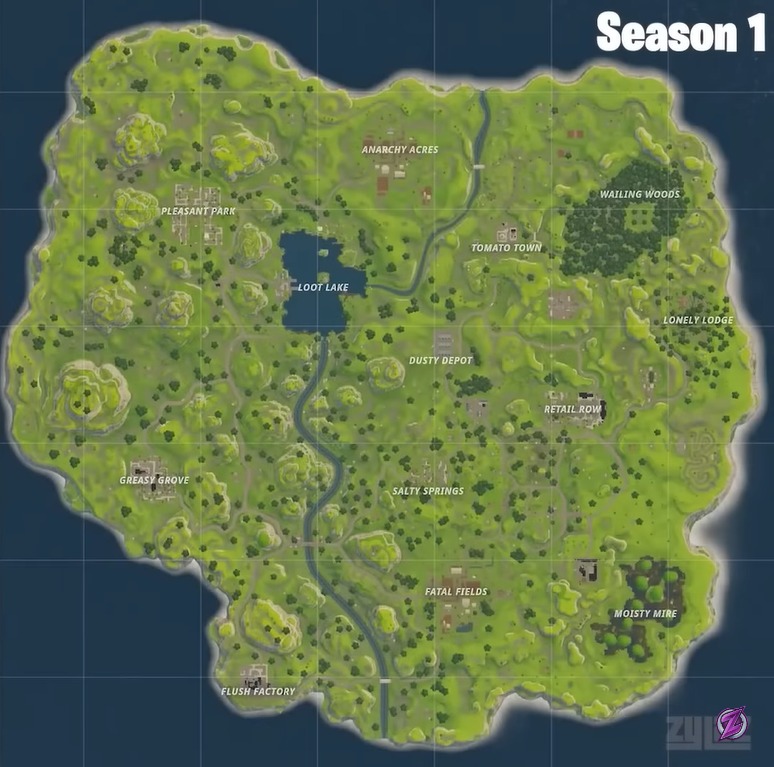 Season 1
ANARCHY ACRES
WAILING WOODS
PLEASANT PARK
TOMATO TOWN
LOOT LAKE
LONELY LODGE
DUSTY DEPOT
RETAIL ROW
GREASY GROVE
SALTY SPRINGS
FATAL FIELDS
MOISTY MIRE
FLUSH FACTORY